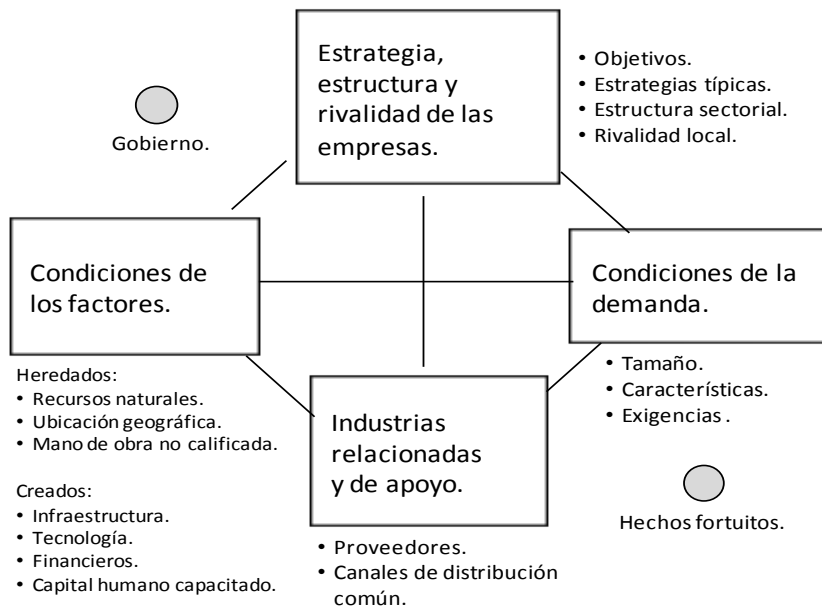 Estrategia,
estructura y
rivalidad de las
empresas.
• Objetivos.
• Estrategias típicas.
• Estructura sectorial.
• Rivalidad local.
Gobierno.
Condiciones de
los factores.
Condiciones de la
demanda.
Heredados:
• Recursos naturales.
• Ubicación geográfica.
• Mano de obra no calificada.
Creados:
• Infraestructura.
• Tecnología.
• Financieros.
• Capital humano capacitado.
Industrias
relacionadas
y de apoyo.
• Proveedores.
• Canales de distribución
común.
• Tamaño.
• Características.
• Exigencias .
Hechos fortuitos.